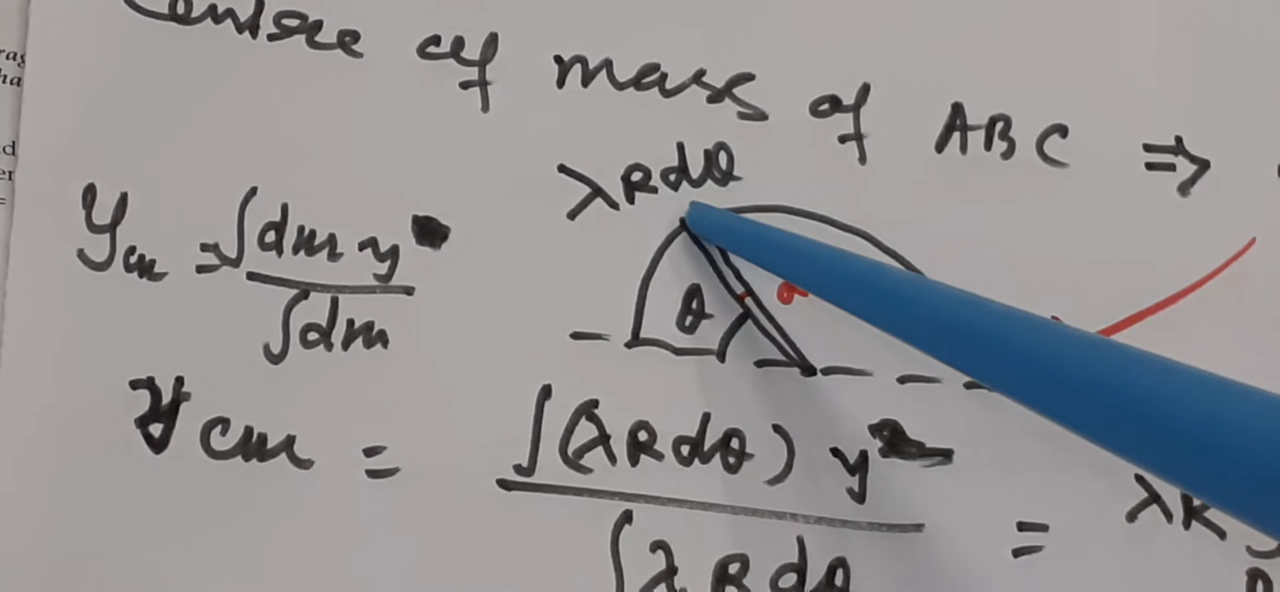 Centre of mass of ABC ⇒
λRdθ
Ycm = ∫dm y / ∫dm
θ
Ycm = ∫(λRdθ) y / ∫λRdθ = λR